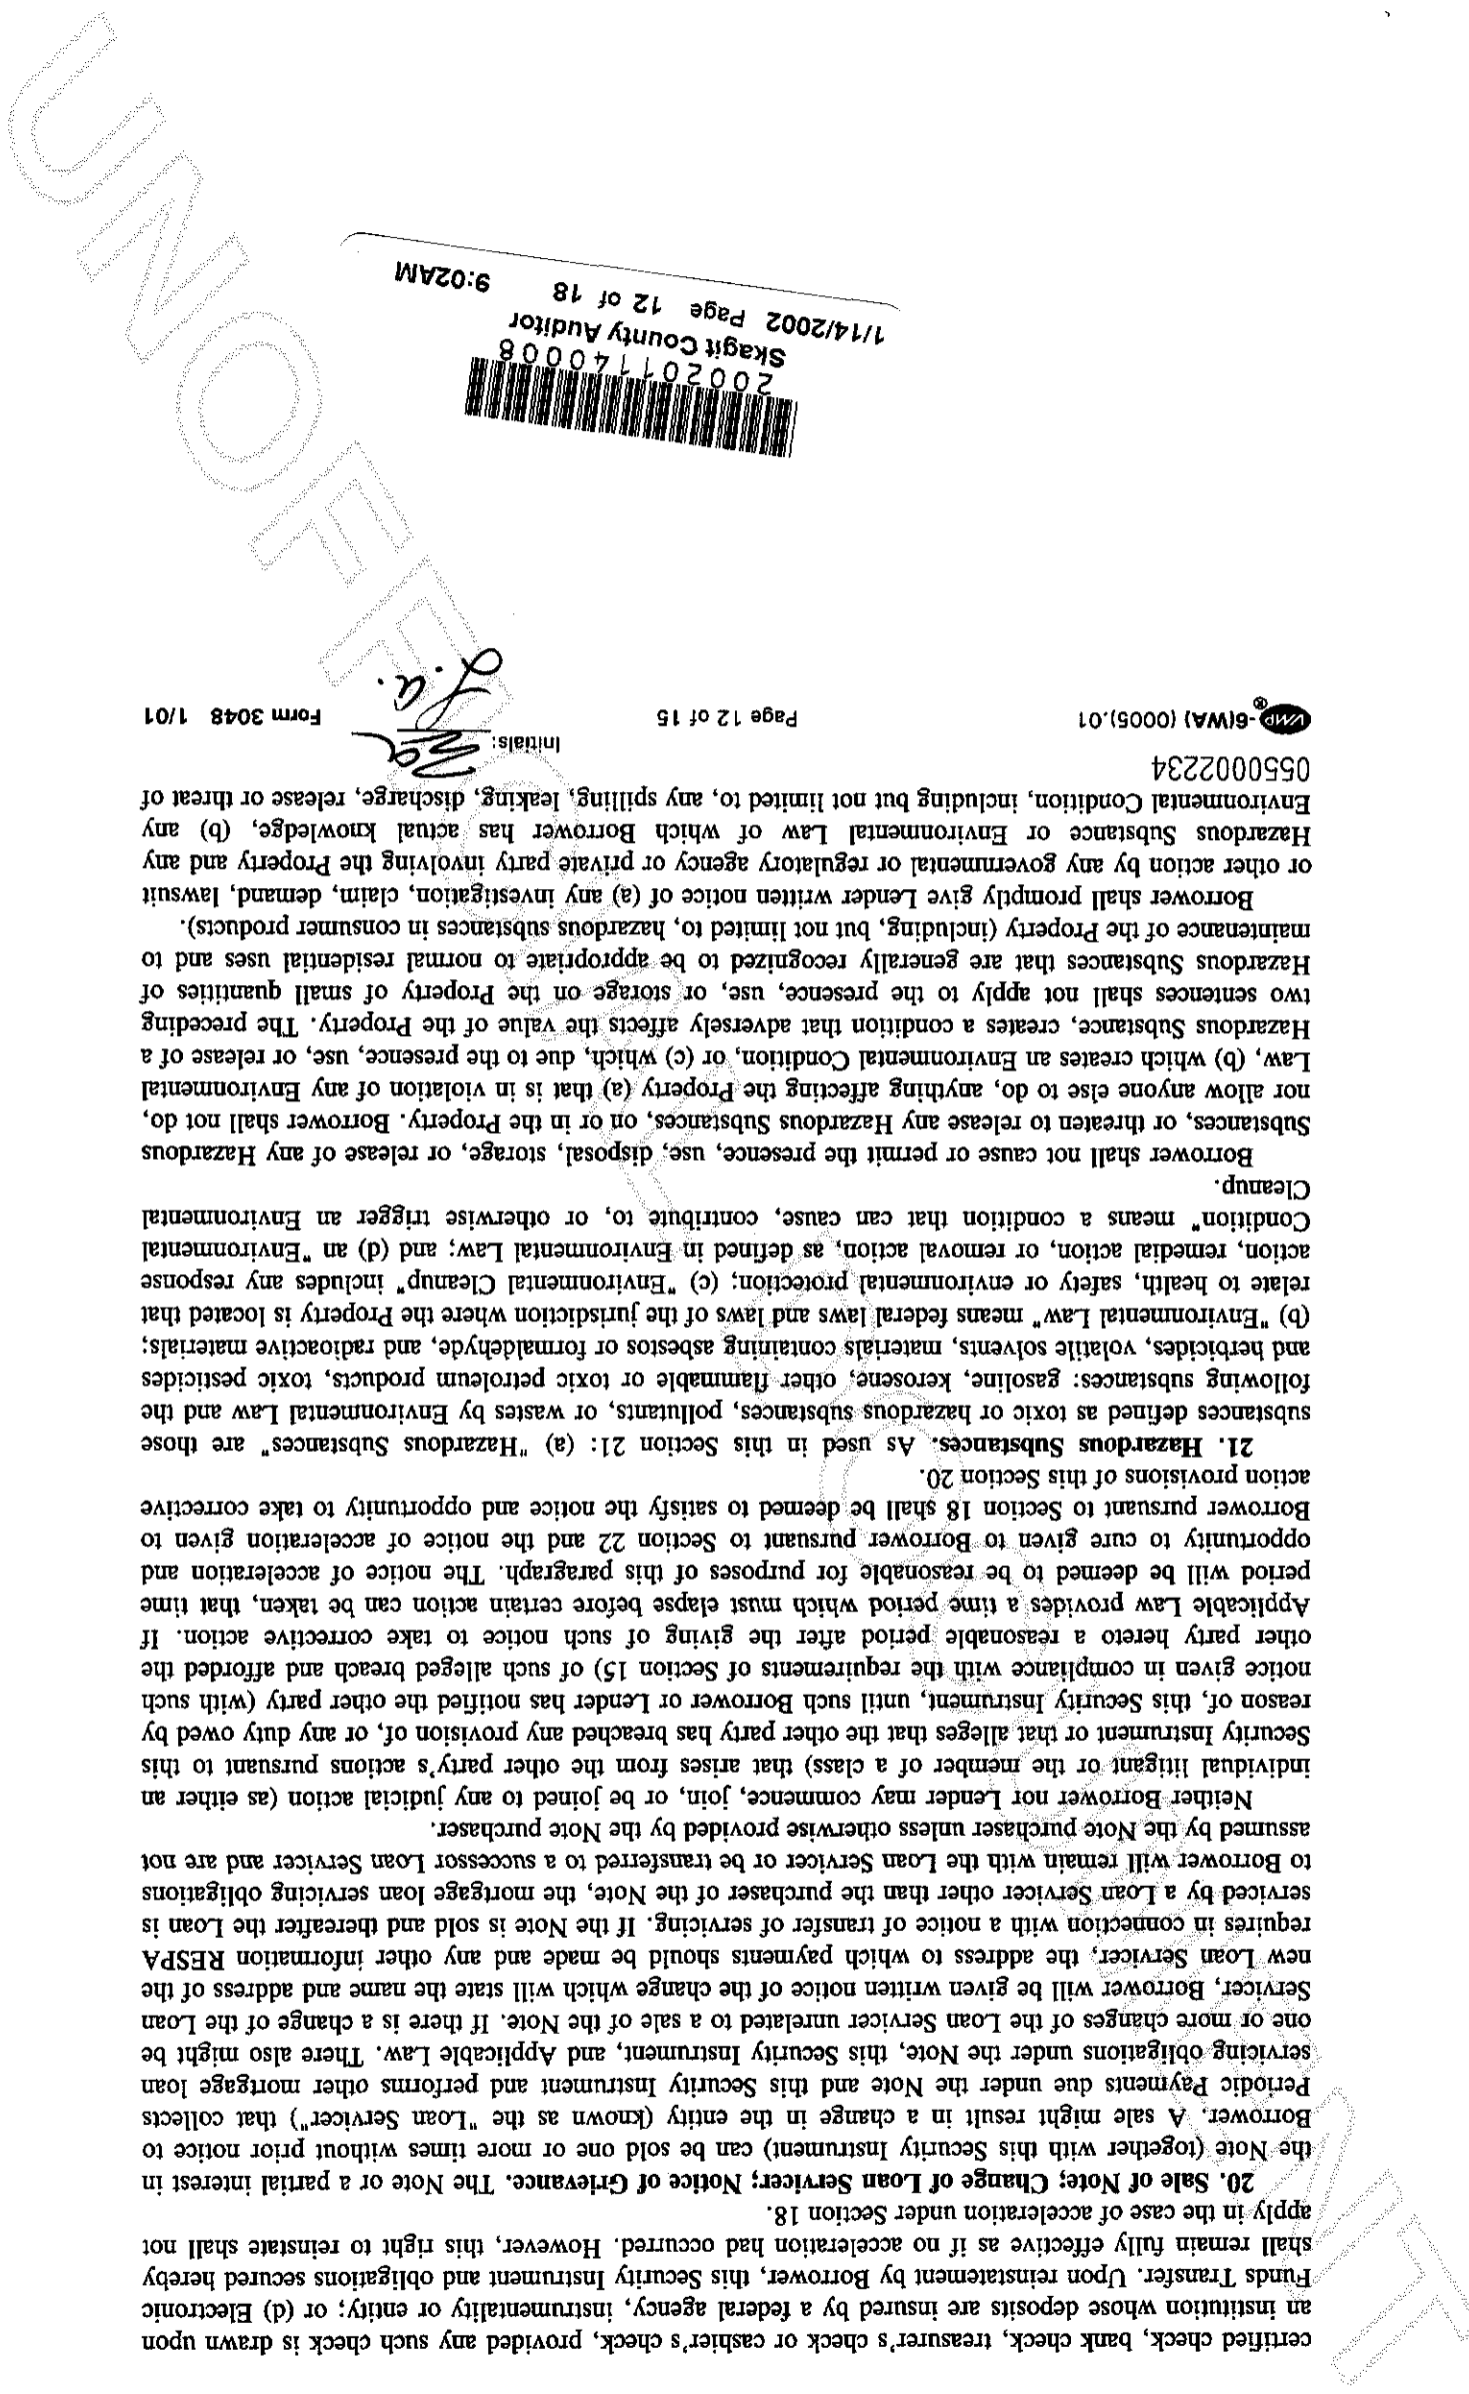 certified check, bank check, treasurer's check or cashier's check, provided any such check is drawn upon
an institution whose deposits are insured by a federal agency, instrumentality or entity; or (d) Electronic
Funds Transfer. Upon reinstatement by Borrower, this Security Instrument and obligations secured hereby
shall remain fully effective as if no acceleration had occurred. However, this right to reinstate shall not
apply in the case of acceleration under Section 18.
20. Sale of Note; Change of Loan Servicer; Notice of Grievance. The Note or a partial interest in
the Note (together with this Security Instrument) can be sold one or more times without prior notice to
Borrower. A sale might result in a change in the entity (known as the "Loan Servicer") that collects
Periodic Payments due under the Note and this Security Instrument and performs other mortgage loan
servicing obligations under the Note, this Security Instrument, and Applicable Law. There also might be
one or more changes of the Loan Servicer unrelated to a sale of the Note. If there is a change of the Loan
Servicer, Borrower will be given written notice of the change which will state the name and address of the
new Loan Servicer, the address to which payments should be made and any other information RESPA
requires in connection with a notice of transfer of servicing. If the Note is sold and thereafter the Loan is
serviced by a Loan Servicer other than the purchaser of the Note, the mortgage loan servicing obligations
to Borrower will remain with the Loan Servicer or be transferred to a successor Loan Servicer and are not
assumed by the Note purchaser unless otherwise provided by the Note purchaser.
Neither Borrower nor Lender may commence, join, or be joined to any judicial action (as either an
individual litigant or the member of a class) that arises from the other party's actions pursuant to this
Security Instrument or that alleges that the other party has breached any provision of, or any duty owed by
reason of, this Security Instrument, until such Borrower or Lender has notified the other party (with such
notice given in compliance with the requirements of Section 15) of such alleged breach and afforded the
other party hereto a reasonable period after the giving of such notice to take corrective action. If
Applicable Law provides a time period which must elapse before certain action can be taken, that time
period will be deemed to be reasonable for purposes of this paragraph. The notice of acceleration and
opportunity to cure given to Borrower pursuant to Section 22 and the notice of acceleration given to
Borrower pursuant to Section 18 shall be deemed to satisfy the notice and opportunity to take corrective
action provisions of this Section 20.
21. Hazardous Substances. As used in this Section 21: (a) "Hazardous Substances" are those
substances defined as toxic or hazardous substances, pollutants, or wastes by Environmental Law and the
following substances: gasoline, kerosene, other flammable or toxic petroleum products, toxic pesticides
and herbicides, volatile solvents, materials containing asbestos or formaldehyde, and radioactive materials;
(b) "Environmental Law" means federal laws and laws of the jurisdiction where the Property is located that
relate to health, safety or environmental protection; (c) "Environmental Cleanup" includes any response
action, remedial action, or removal action, as defined in Environmental Law; and (d) an "Environmental
Condition" means a condition that can cause, contribute to, or otherwise trigger an Environmental
Cleanup.
Borrower shall not cause or permit the presence, use, disposal, storage, or release of any Hazardous
Substances, or threaten to release any Hazardous Substances, on or in the Property. Borrower shall not do,
nor allow anyone else to do, anything affecting the Property (a) that is in violation of any Environmental
Law, (b) which creates an Environmental Condition, or (c) which, due to the presence, use, or release of a
Hazardous Substance, creates a condition that adversely affects the value of the Property. The preceding
two sentences shall not apply to the presence, use, or storage on the Property of small quantities of
Hazardous Substances that are generally recognized to be appropriate to normal residential uses and to
maintenance of the Property (including, but not limited to, hazardous substances in consumer products).
Borrower shall promptly give Lender written notice of (a) any investigation, claim, demand, lawsuit
or other action by any governmental or regulatory agency or private party involving the Property and any
Hazardous Substance or Environmental Law of which Borrower has actual knowledge, (b) any
Environmental Condition, including but not limited to, any spilling, leaking, discharge, release or threat of
0550002234
Initials:
L.a.
VMP®-6(WA) (0005).01 Page 12 of 15 Form 3048 1/01
200201140008
Skagit County Auditor
1/14/2002 Page 12 of 18 9:02AM
UNOFFICIAL DOCUMENT